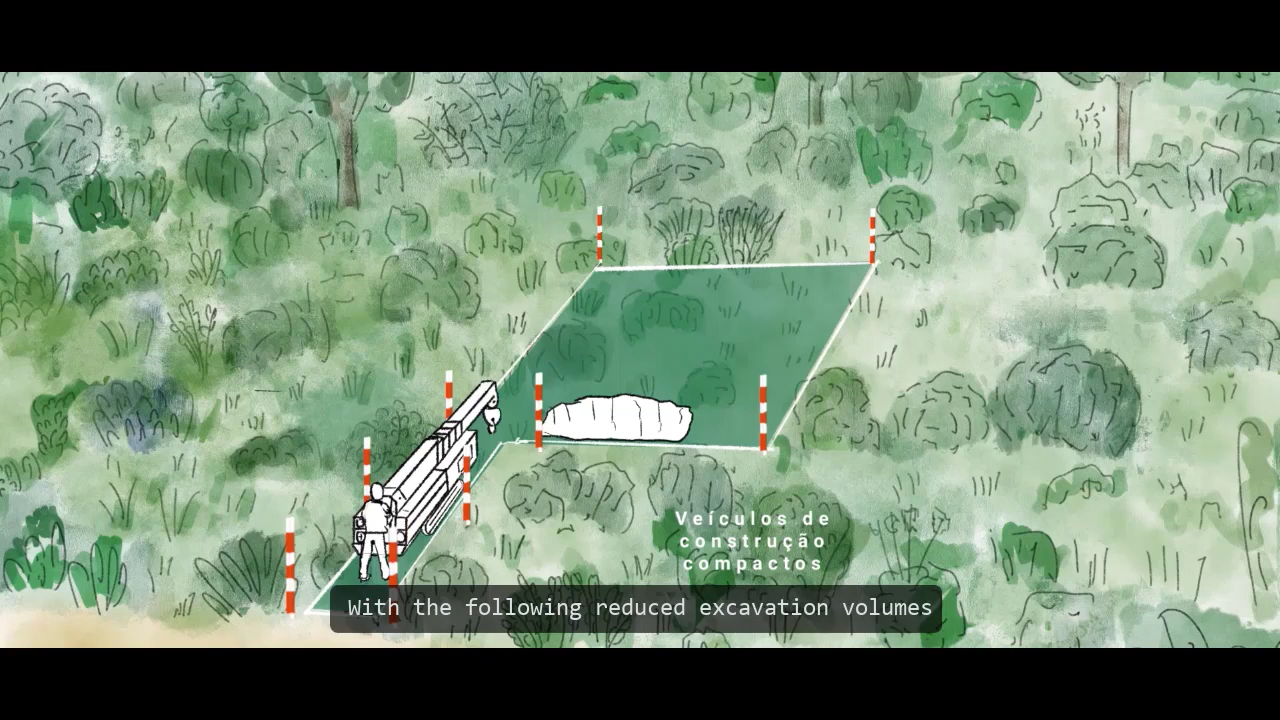 Veículos de
construção
compactos
With the following reduced excavation volumes